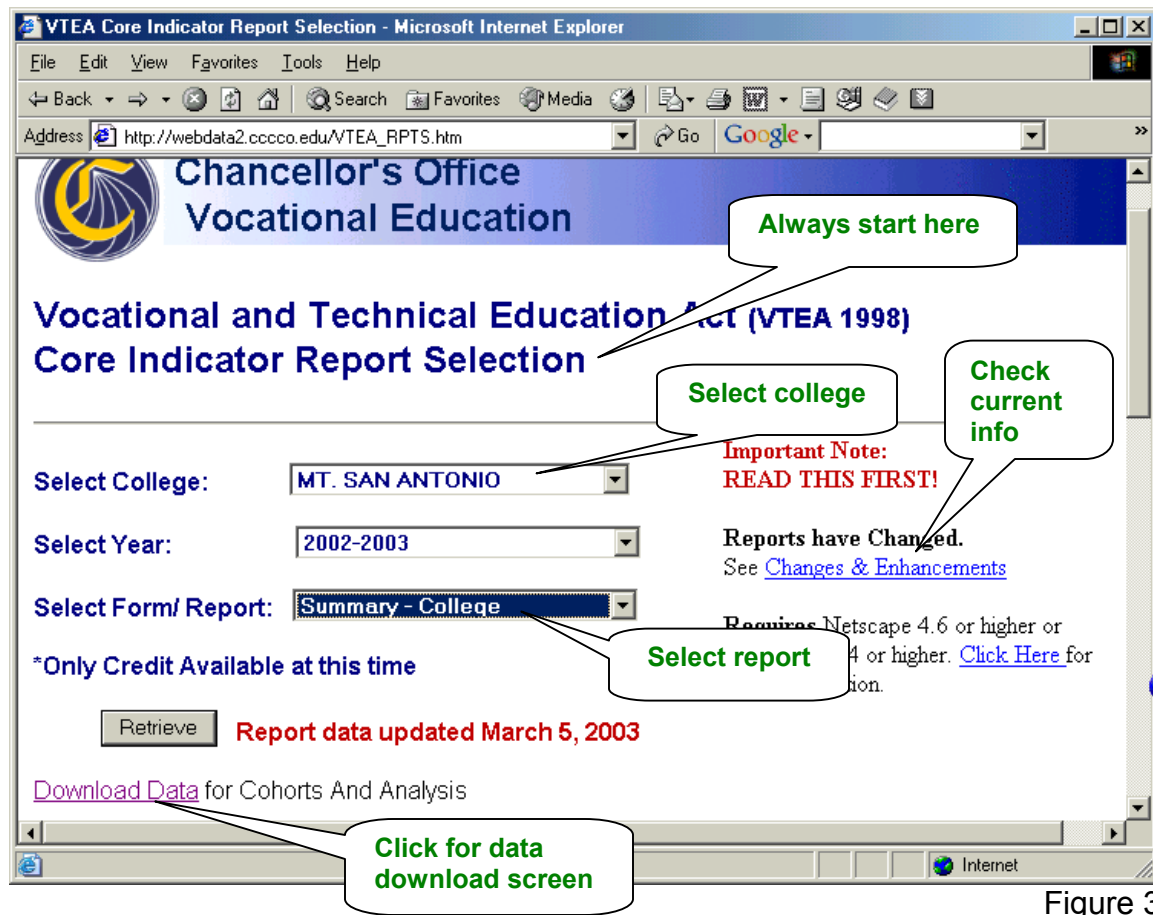 VTEA Core Indicator Report Selection - Microsoft Internet Explorer
File Edit View Favorites Tools Help
Back Search Favorites Media
Address http://webdata2.cccco.edu/VTEA_RPTS.htm Go Google
Chancellor's Office
Vocational Education
Always start here
Vocational and Technical Education Act (VTEA 1998)
Core Indicator Report Selection
Select college
Check
current
info
Important Note:
READ THIS FIRST!
Select College: MT. SAN ANTONIO
Select Year: 2002-2003
Reports have Changed.
See Changes & Enhancements
Select Form/ Report: Summary - College
Requires Netscape 4.6 or higher or
4 or higher. Click Here for
Select report
*Only Credit Available at this time
Retrieve Report data updated March 5, 2003
Download Data for Cohorts And Analysis
Click for data
download screen
Internet
Figure 3